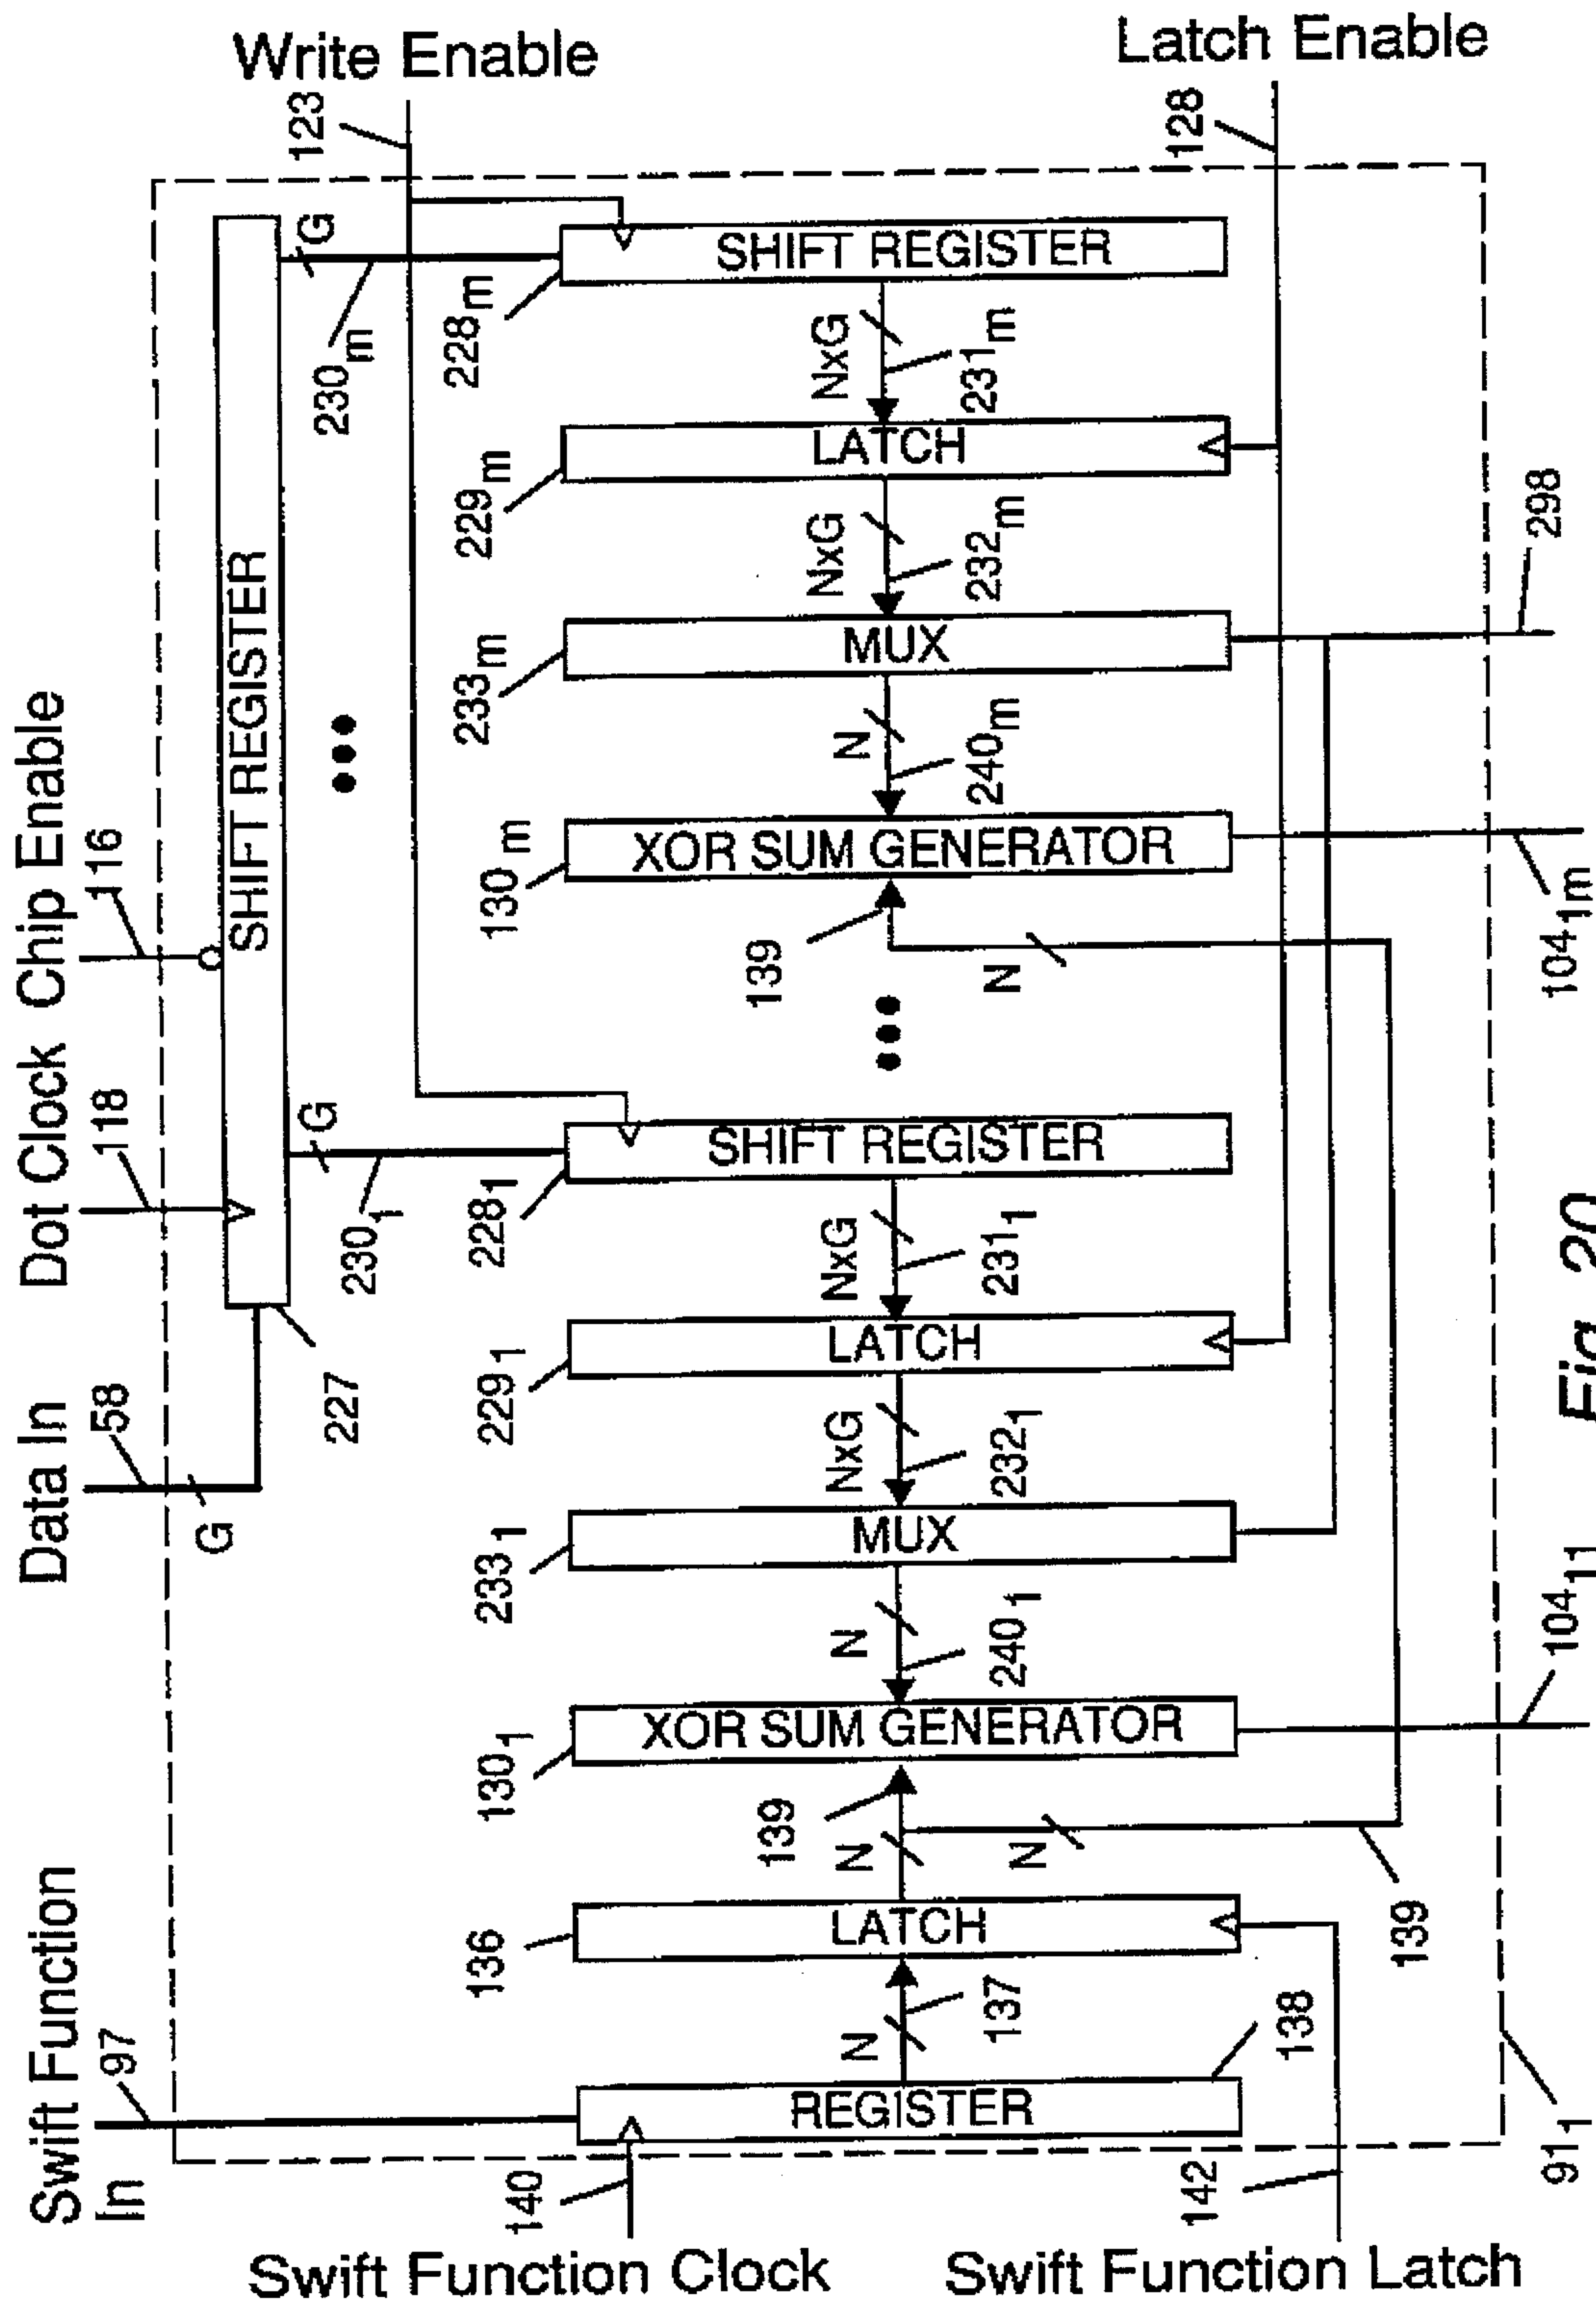 Write Enable
123
Latch Enable
128
Swift Function
In
97
Data In
58
G
Dot Clock
118
Chip Enable
116
SHIFT REGISTER
227
G
230₁
G
230ₘ
SHIFT REGISTER
228ₘ
NxG
231ₘ
LATCH
229ₘ
NxG
232ₘ
MUX
233ₘ
298
N
240ₘ
XOR SUM GENERATOR
130ₘ
104₁ₘ
139
N
SHIFT REGISTER
228₁
NxG
231₁
LATCH
229₁
NxG
232₁
MUX
233₁
N
240₁
XOR SUM GENERATOR
130₁
104₁₁
139
N
N
139
LATCH
136
N
137
REGISTER
138
140
Swift Function Clock
142
Swift Function Latch
91₁
Fig. 20